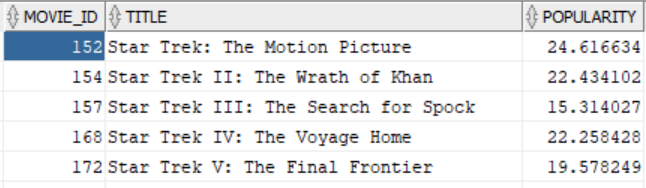 MOVIE_ID TITLE POPULARITY
152 Star Trek: The Motion Picture 24.616634
154 Star Trek II: The Wrath of Khan 22.434102
157 Star Trek III: The Search for Spock 15.314027
168 Star Trek IV: The Voyage Home 22.258428
172 Star Trek V: The Final Frontier 19.578249